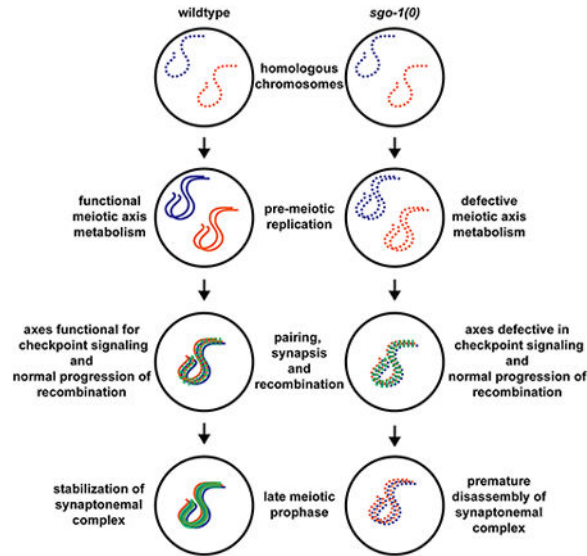 wildtype
sgo-1(0)
homologous
chromosomes
functional
meiotic axis
metabolism
pre-meiotic
replication
defective
meiotic axis
metabolism
axes functional for
checkpoint signaling
and
normal progression of
recombination
pairing,
synapsis
and
recombination
axes defective in
checkpoint signaling
and
normal progression of
recombination
stabilization of
synaptonemal
complex
late meiotic
prophase
premature
disassembly of
synaptonemal
complex